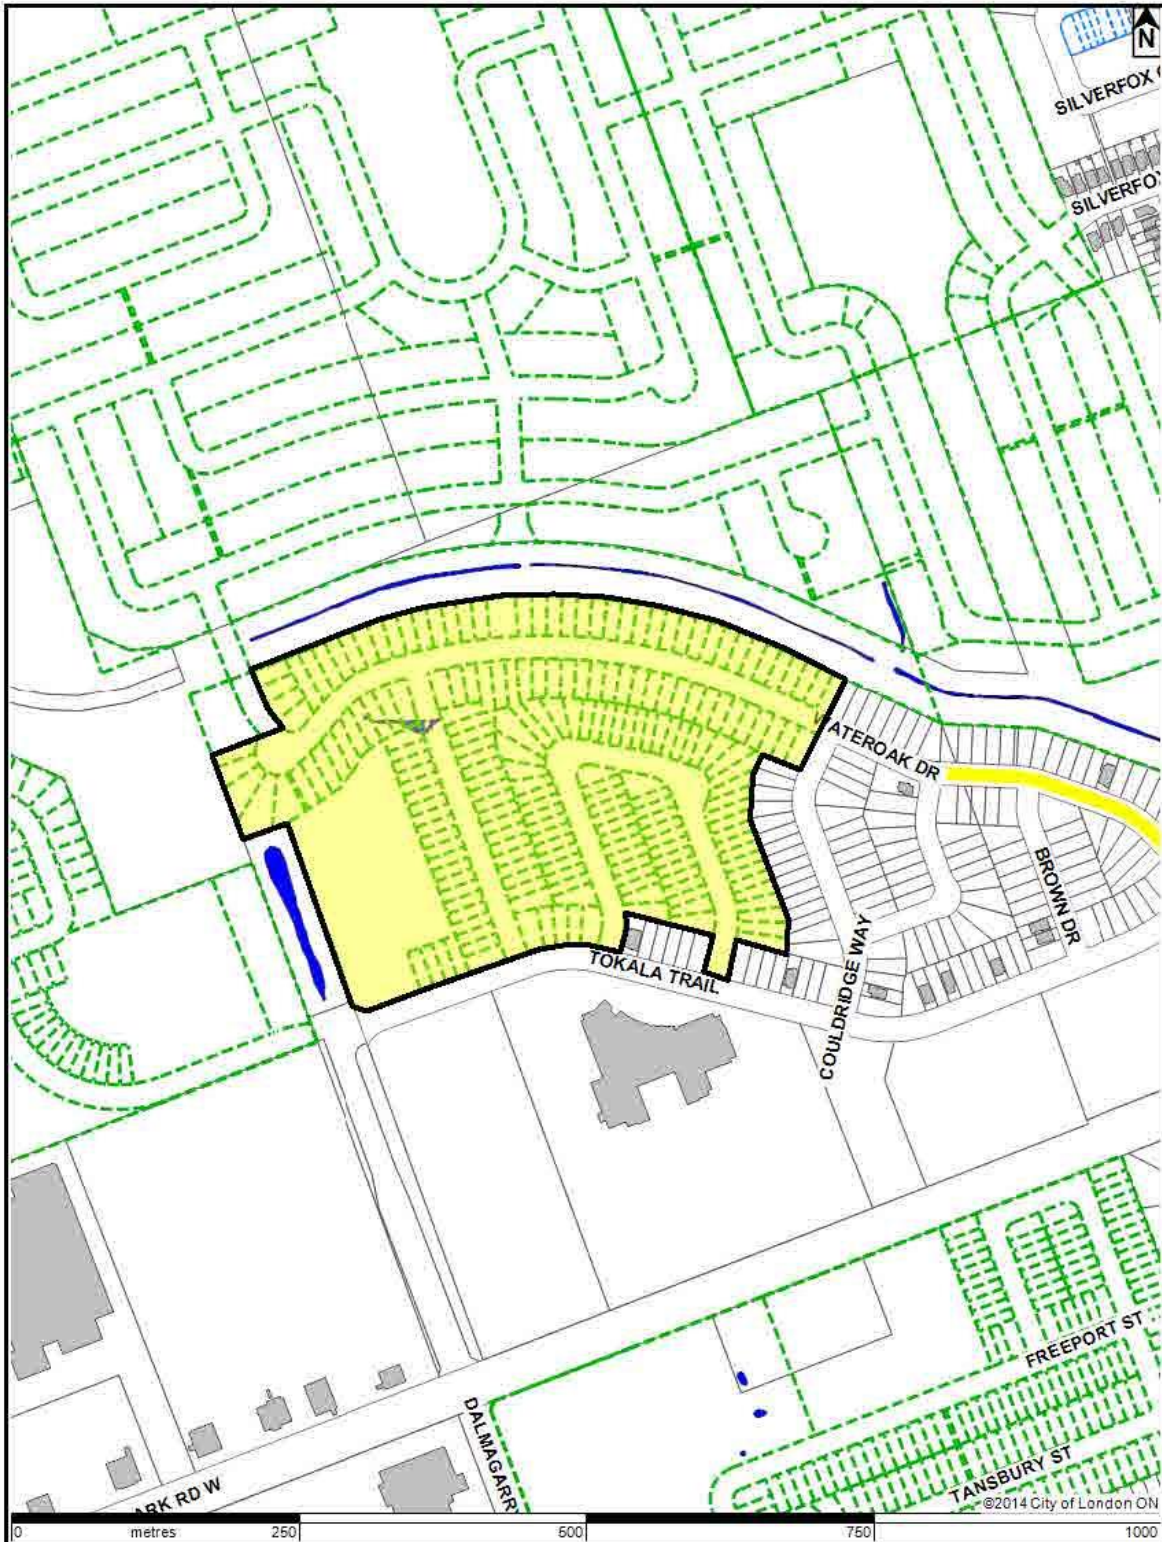 N
SILVERFOX
SILVERFOX
ATEROAK DR
BROWN DR
TOKALA TRAIL
COULDRIDGE WAY
FREEPORT ST
DALMAGARRY
TANSBURY ST
ARK RD W
©2014 City of London ON
0 metres 250 500 750 1000